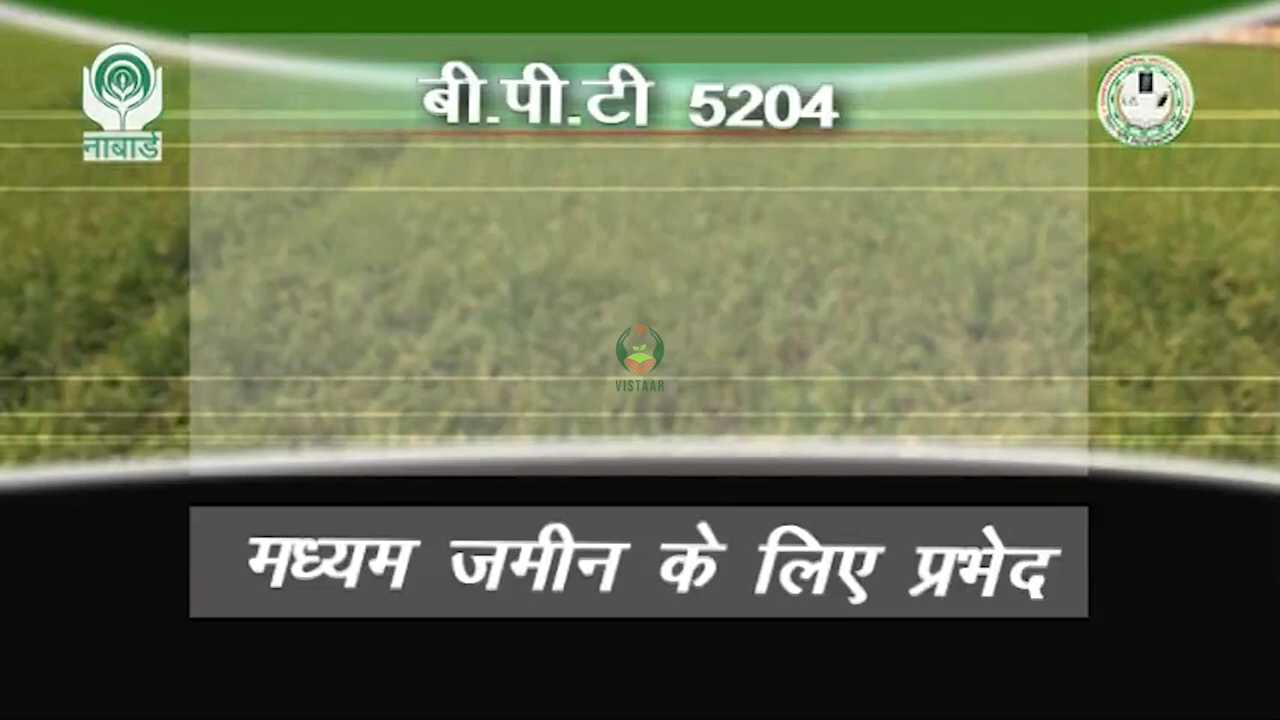 बी.पी.टी 5204
नाबार्ड
VISTAAR
मध्यम जमीन के लिए प्रभेद